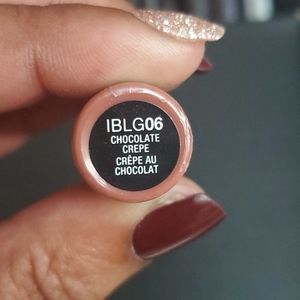 IBLG06
CHOCOLATE
CREPE
CRÊPE AU
CHOCOLAT